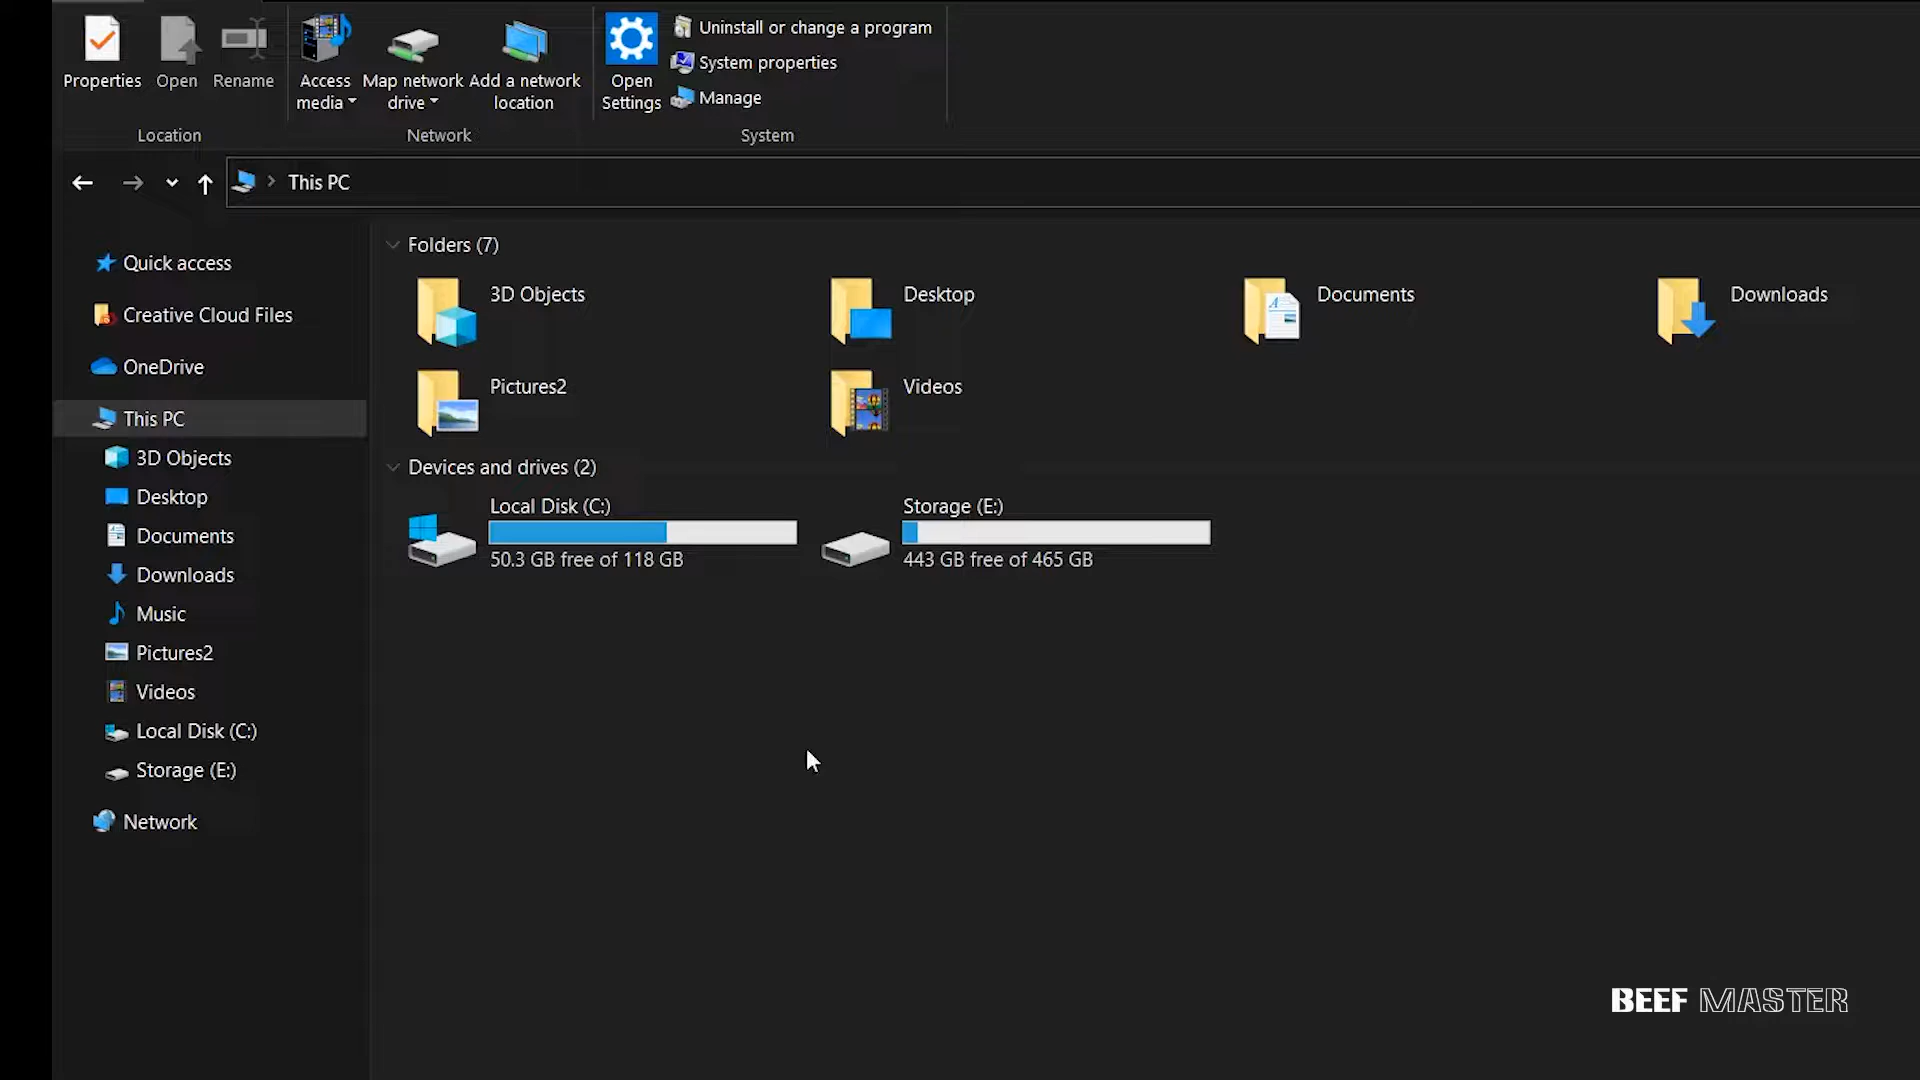 Properties
Open
Rename
Access
media
Map network
drive
Add a network
location
Open
Settings
Uninstall or change a program
System properties
Manage
Location
Network
System
This PC
Quick access
Creative Cloud Files
OneDrive
This PC
3D Objects
Desktop
Documents
Downloads
Music
Pictures2
Videos
Local Disk (C:)
Storage (E:)
Network
Folders (7)
3D Objects
Desktop
Documents
Downloads
Pictures2
Videos
Devices and drives (2)
Local Disk (C:)
50.3 GB free of 118 GB
Storage (E:)
443 GB free of 465 GB
BEEF MASTER